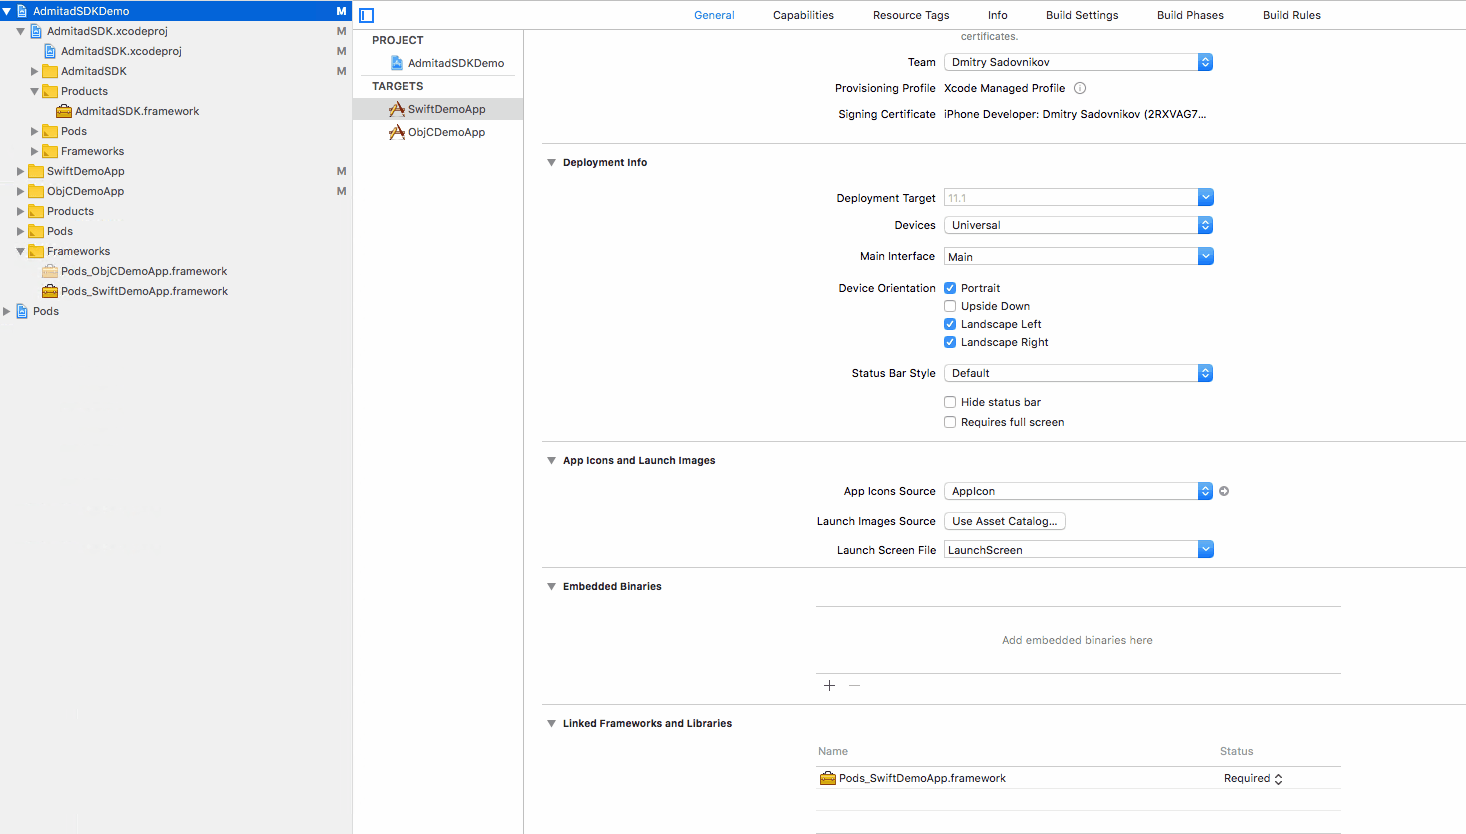 AdmitadSDKDemo M
AdmitadSDK.xcodeproj M
AdmitadSDK.xcodeproj M
AdmitadSDK M
Products
AdmitadSDK.framework
Pods
Frameworks
SwiftDemoApp M
ObjCDemoApp M
Products
Pods
Frameworks
Pods_ObjCDemoApp.framework
Pods_SwiftDemoApp.framework
Pods
PROJECT
AdmitadSDKDemo
TARGETS
SwiftDemoApp
ObjCDemoApp
General Capabilities Resource Tags Info Build Settings Build Phases Build Rules
certificates.
Team Dmitry Sadovnikov
Provisioning Profile Xcode Managed Profile
Signing Certificate iPhone Developer: Dmitry Sadovnikov (2RXVAG7...
Deployment Info
Deployment Target 11.1
Devices Universal
Main Interface Main
Device Orientation Portrait
Upside Down
Landscape Left
Landscape Right
Status Bar Style Default
Hide status bar
Requires full screen
App Icons and Launch Images
App Icons Source AppIcon
Launch Images Source Use Asset Catalog...
Launch Screen File LaunchScreen
Embedded Binaries
Add embedded binaries here
Linked Frameworks and Libraries
Name Status
Pods_SwiftDemoApp.framework Required